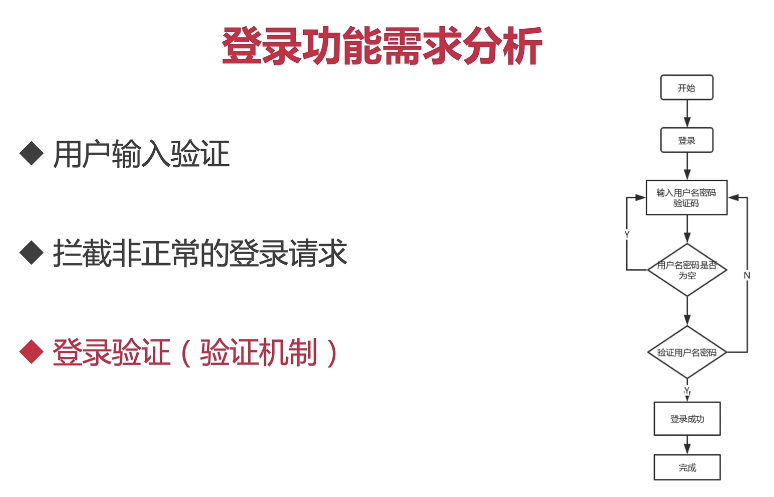 登录功能需求分析
用户输入验证
拦截非正常的登录请求
登录验证（验证机制）
开始
登录
输入用户名密码
验证码
Y
用户名密码是否
为空
N
验证用户名密码
Y
登录成功
完成